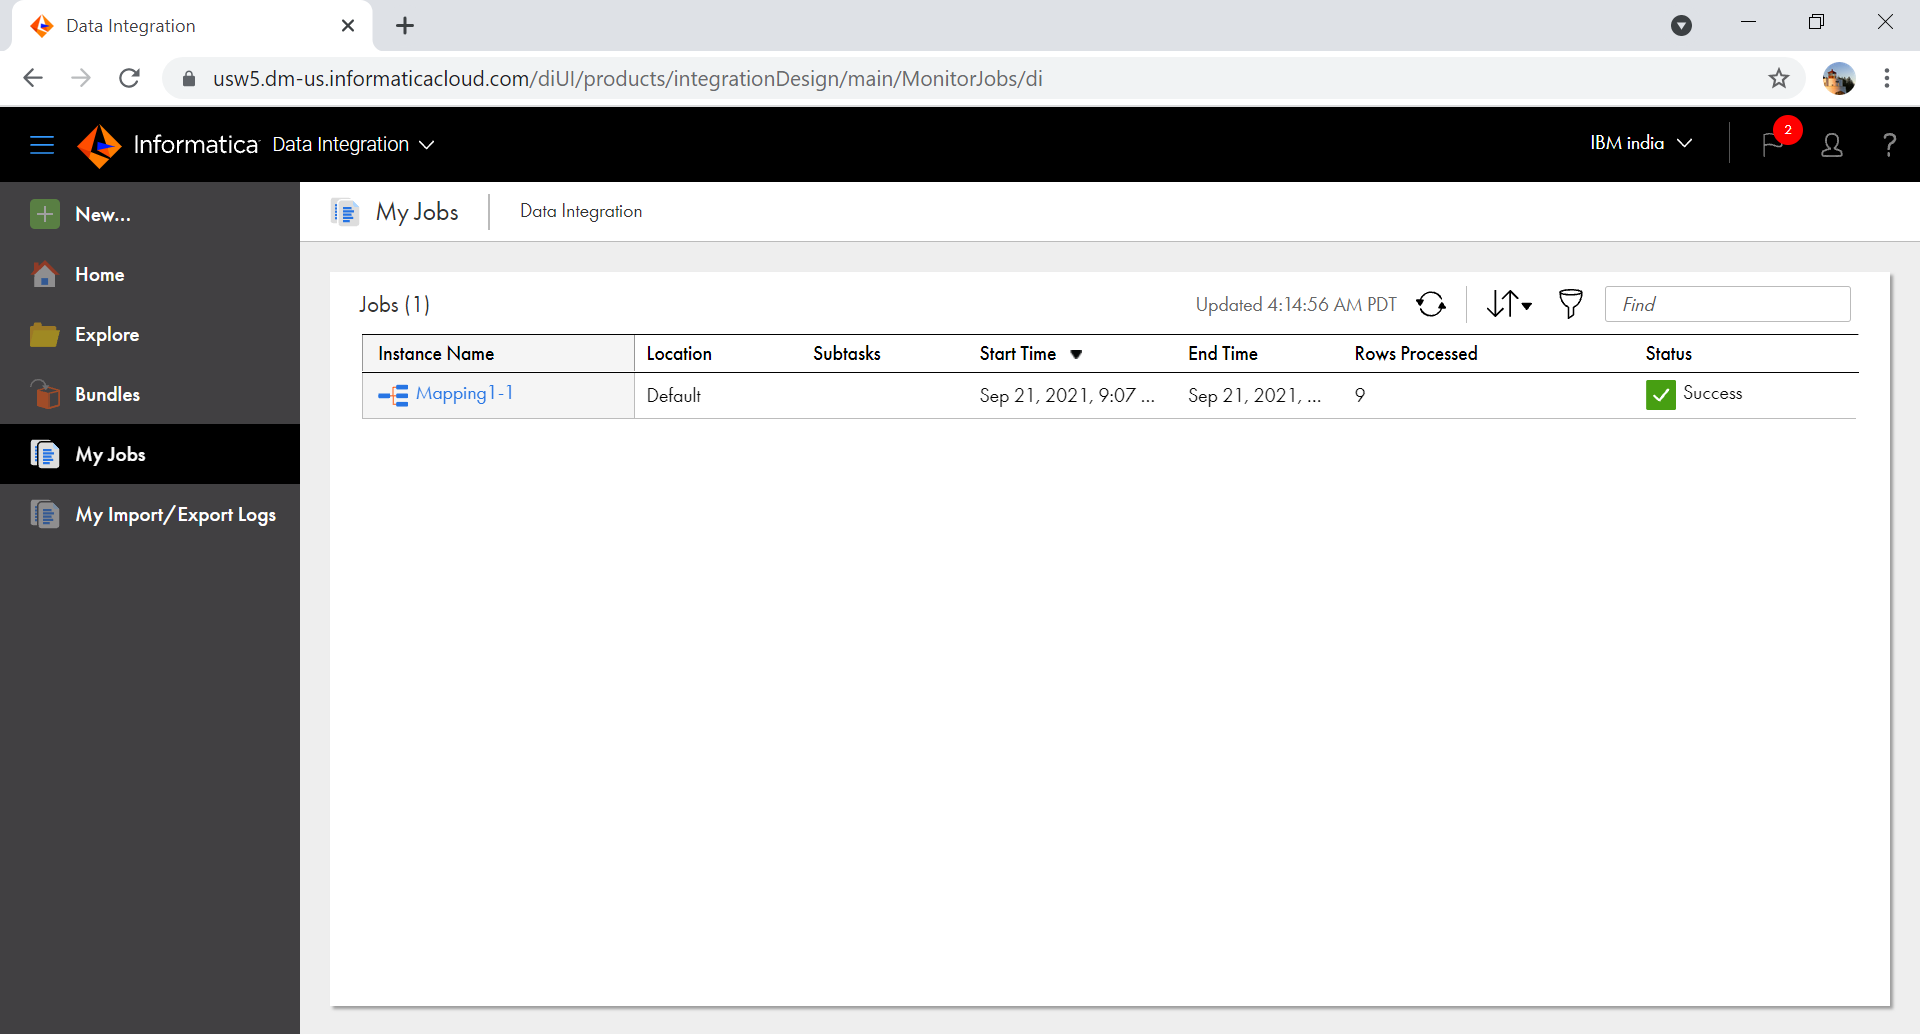 Data Integration
usw5.dm-us.informaticacloud.com/diUI/products/integrationDesign/main/MonitorJobs/di
Informatica Data Integration
IBM india
2
?
New...
Home
Explore
Bundles
My Jobs
My Import/Export Logs
My Jobs
Data Integration
Jobs (1)
Updated 4:14:56 AM PDT
Find
Instance Name Location Subtasks Start Time End Time Rows Processed Status
Mapping1-1 Default Sep 21, 2021, 9:07 ... Sep 21, 2021, ... 9 Success